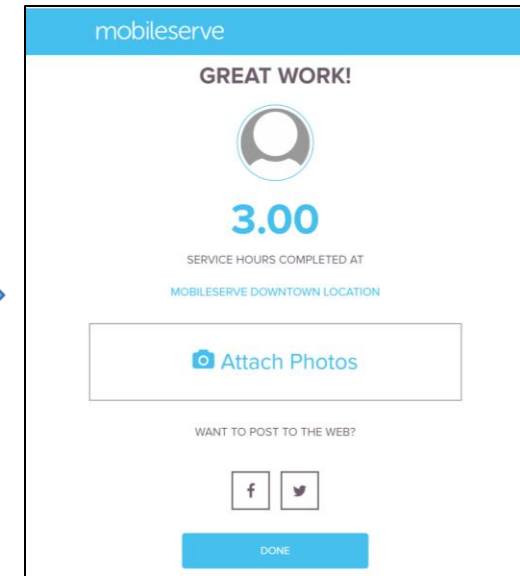 mobileserve
GREAT WORK!
3.00
SERVICE HOURS COMPLETED AT
MOBILESERVE DOWNTOWN LOCATION
Attach Photos
WANT TO POST TO THE WEB?
DONE